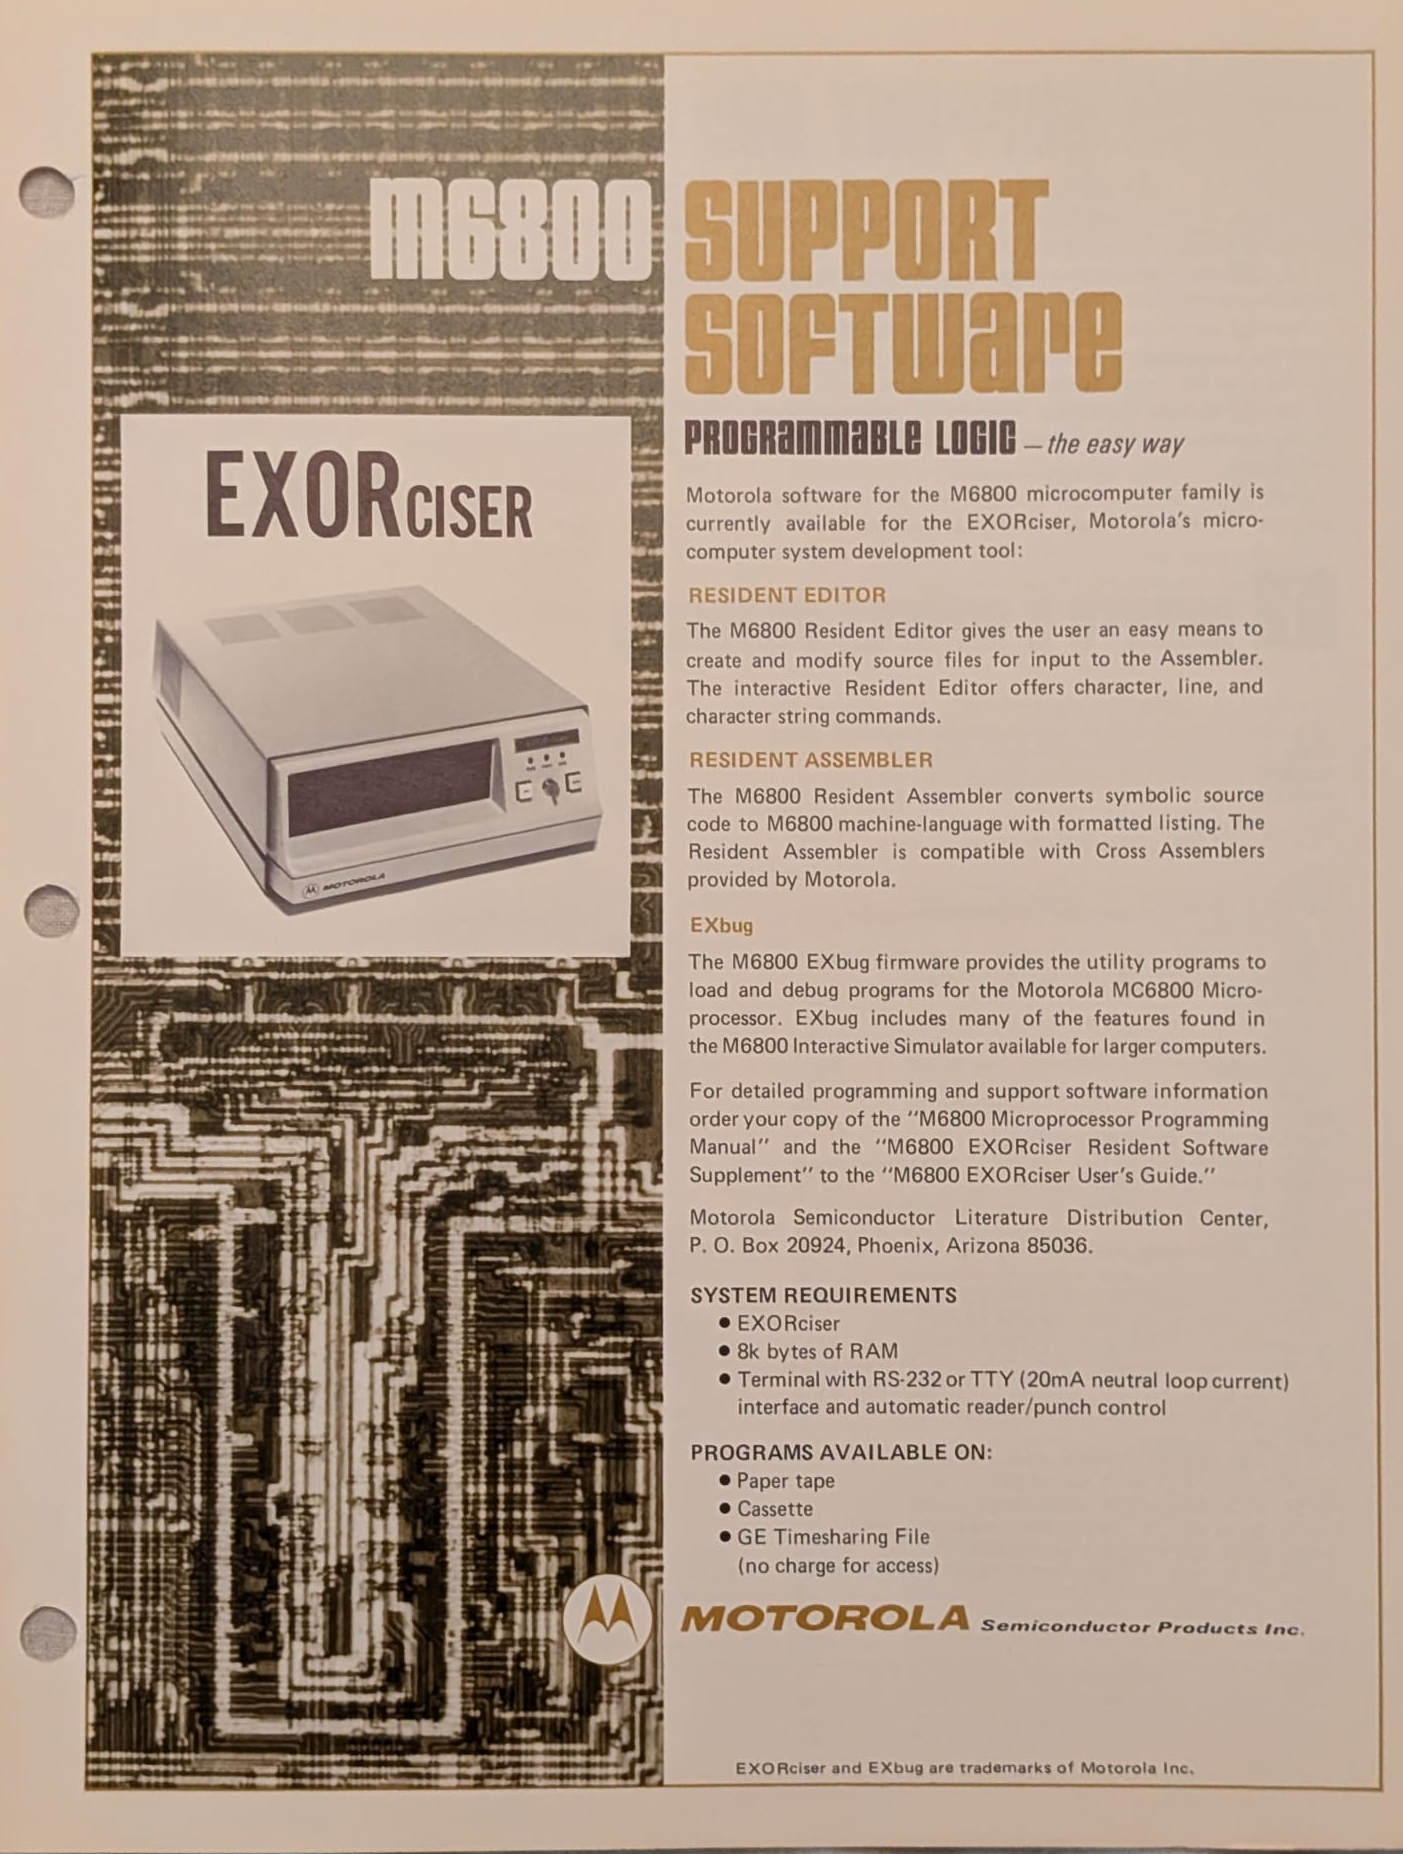 M6800 SUPPORT
SOFTWare
PROGRammaBLe LOGIC – the easy way
EXORCISER
MOTOROLA
Motorola software for the M6800 microcomputer family is
currently available for the EXORciser, Motorola's micro-
computer system development tool:
RESIDENT EDITOR
The M6800 Resident Editor gives the user an easy means to
create and modify source files for input to the Assembler.
The interactive Resident Editor offers character, line, and
character string commands.
RESIDENT ASSEMBLER
The M6800 Resident Assembler converts symbolic source
code to M6800 machine-language with formatted listing. The
Resident Assembler is compatible with Cross Assemblers
provided by Motorola.
EXbug
The M6800 EXbug firmware provides the utility programs to
load and debug programs for the Motorola MC6800 Micro-
processor. EXbug includes many of the features found in
the M6800 Interactive Simulator available for larger computers.
For detailed programming and support software information
order your copy of the "M6800 Microprocessor Programming
Manual" and the "M6800 EXORciser Resident Software
Supplement" to the "M6800 EXORciser User's Guide."
Motorola Semiconductor Literature Distribution Center,
P. O. Box 20924, Phoenix, Arizona 85036.
SYSTEM REQUIREMENTS
● EXORciser
● 8k bytes of RAM
● Terminal with RS-232 or TTY (20mA neutral loop current)
interface and automatic reader/punch control
PROGRAMS AVAILABLE ON:
● Paper tape
● Cassette
● GE Timesharing File
(no charge for access)
MOTOROLA Semiconductor Products Inc.
EXORciser and EXbug are trademarks of Motorola Inc.